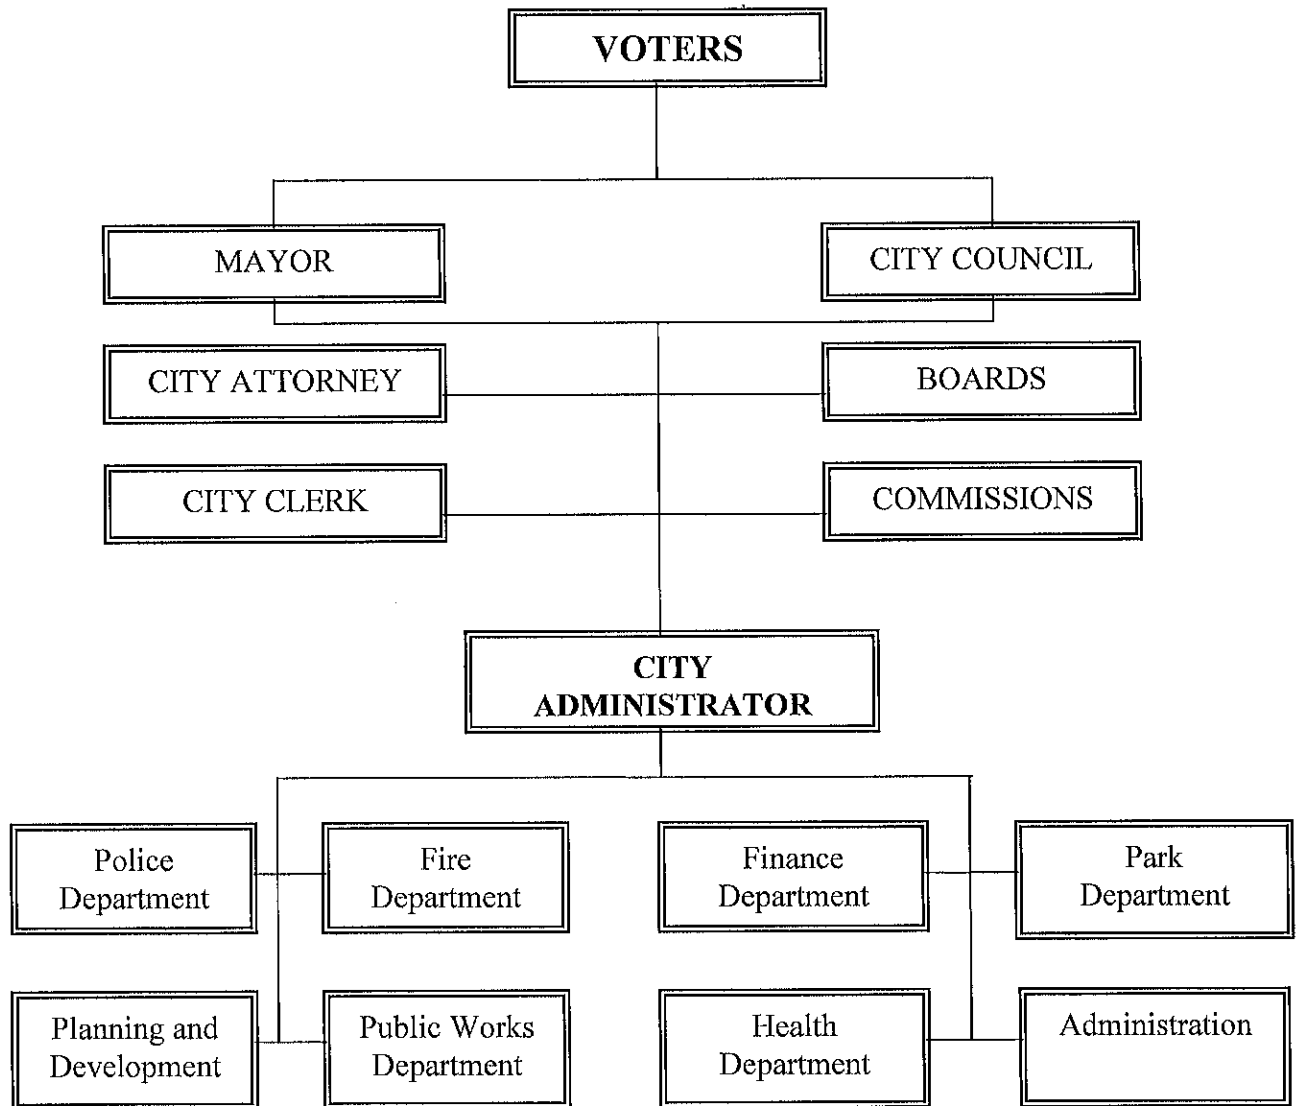 VOTERS
MAYOR
CITY COUNCIL
CITY ATTORNEY
BOARDS
CITY CLERK
COMMISSIONS
CITY
ADMINISTRATOR
Police
Department
Fire
Department
Finance
Department
Park
Department
Planning and
Development
Public Works
Department
Health
Department
Administration